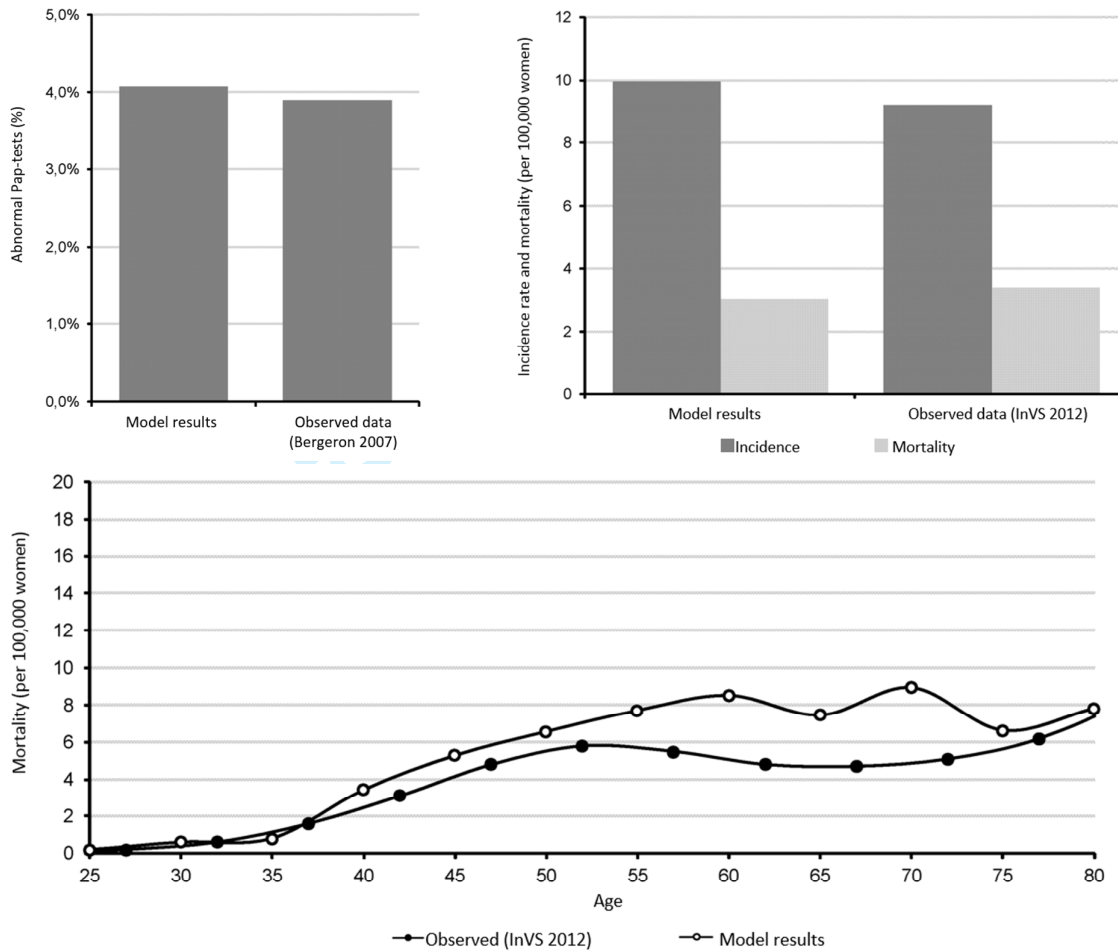 5,0%
4,0%
3,0%
2,0%
1,0%
0,0%
Abnormal Pap-tests (%)
Model results
Observed data
(Bergeron 2007)
12
10
8
6
4
2
0
Incidence rate and mortality (per 100,000 women)
Model results
Observed data (InVS 2012)
Incidence
Mortality
20
18
16
14
12
10
8
6
4
2
0
Mortality (per 100,000 women)
25 30 35 40 45 50 55 60 65 70 75 80
Age
Observed (InVS 2012)
Model results